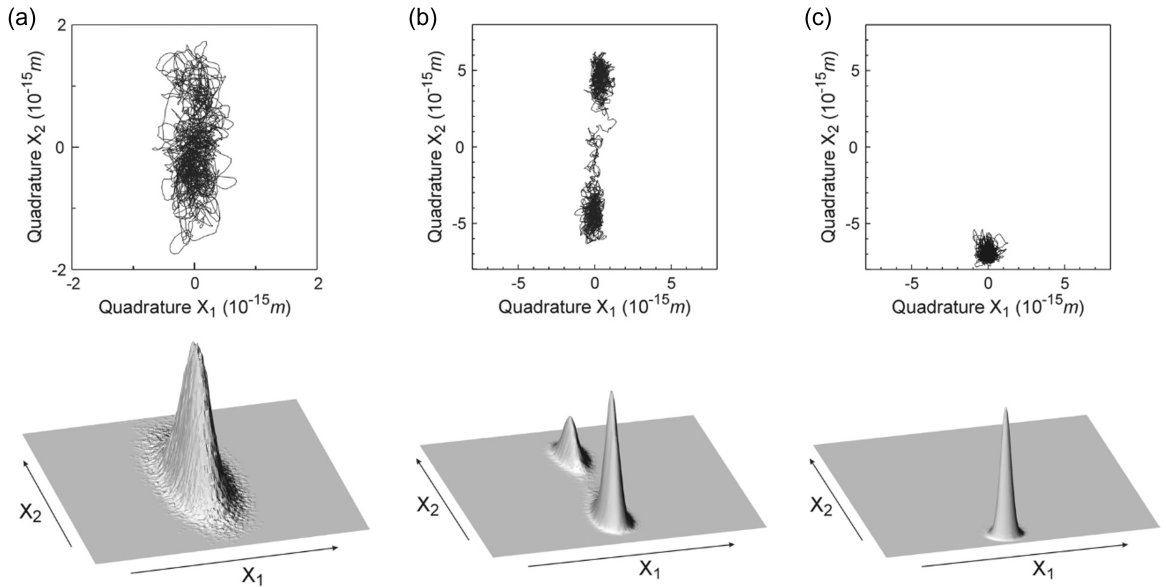 (a)
2
0
-2
-2
0
2
Quadrature X₂ (10⁻¹⁵m)
Quadrature X₁ (10⁻¹⁵m)
(b)
5
0
-5
-5
0
5
Quadrature X₂ (10⁻¹⁵m)
Quadrature X₁ (10⁻¹⁵m)
(c)
5
0
-5
-5
0
5
Quadrature X₂ (10⁻¹⁵m)
Quadrature X₁ (10⁻¹⁵m)
X₂
X₁
X₂
X₁
X₂
X₁